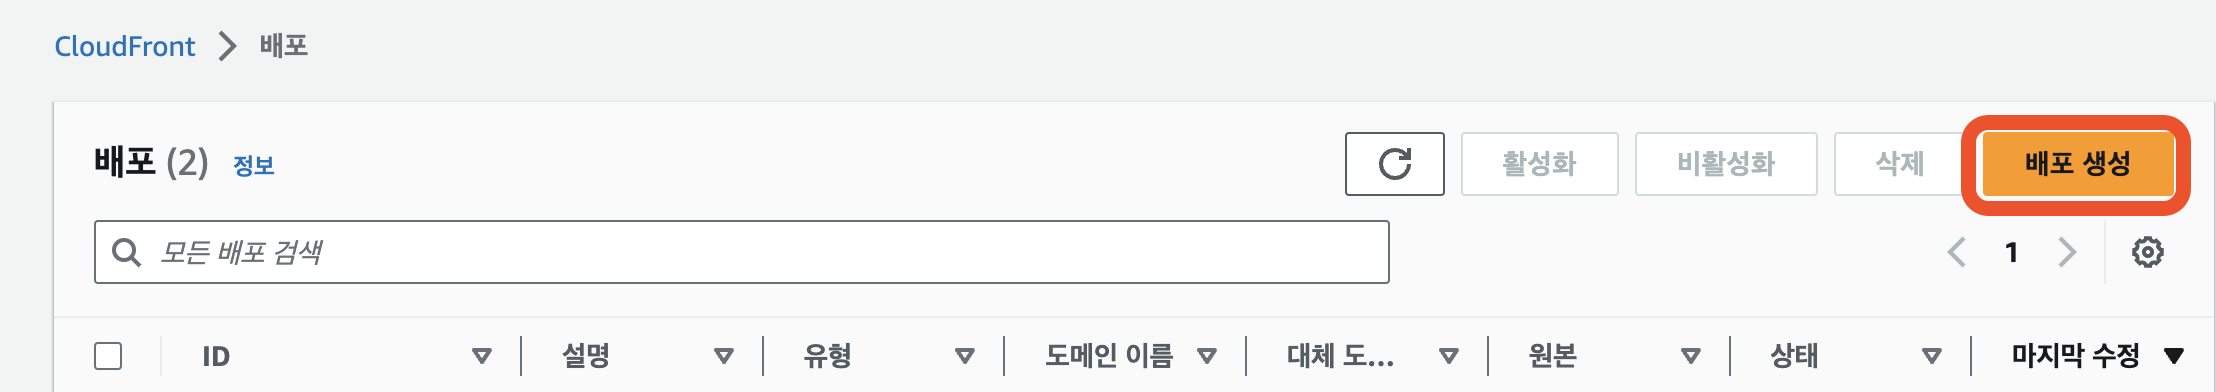 CloudFront > 배포
배포 (2) 정보 활성화 비활성화 삭제 배포 생성
모든 배포 검색 1
ID 설명 유형 도메인 이름 대체 도... 원본 상태 마지막 수정